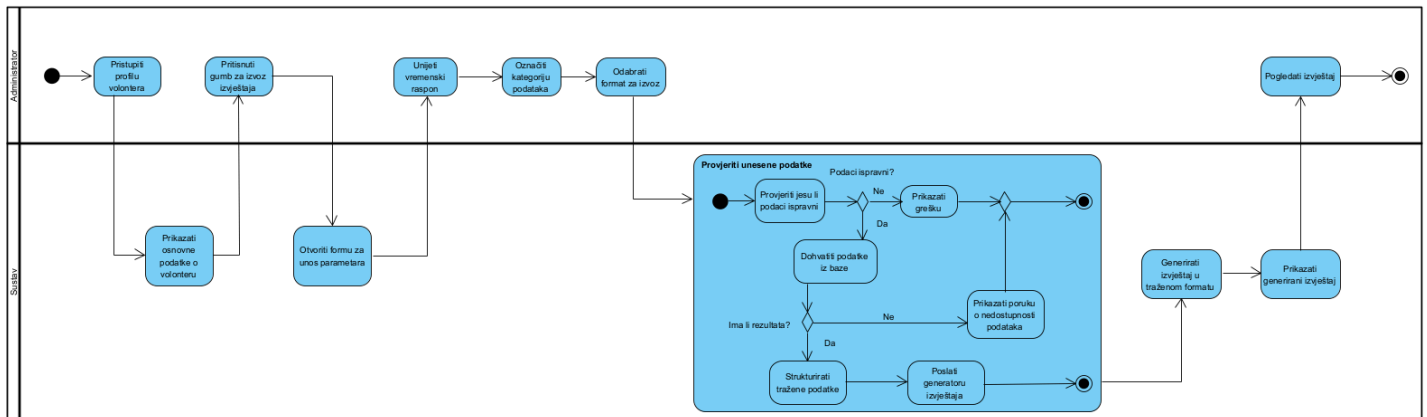 Administrator
Pristupiti
profilu
volontera
Pritisnuti
gumb za izvoz
izvještaja
Unijeti
vremenski
raspon
Označiti
kategoriju
podataka
Odabrati
format za izvoz
Pogledati izvještaj
Sustav
Prikazati
osnovne
podatke o
volonteru
Otvoriti formu za
unos parametara
Provjeriti unesene podatke
Provjeriti jesu li
podaci ispravni
Podaci ispravni?
Ne
Prikazati
grešku
Da
Dohvatiti podatke
iz baze
Ima li rezultata?
Ne
Prikazati poruku
o nedostupnosti
podataka
Da
Strukturirati
tražene podatke
Poslati
generatoru
izvještaja
Generirati
izvještaj u
traženom formatu
Prikazati
generirani izvještaj